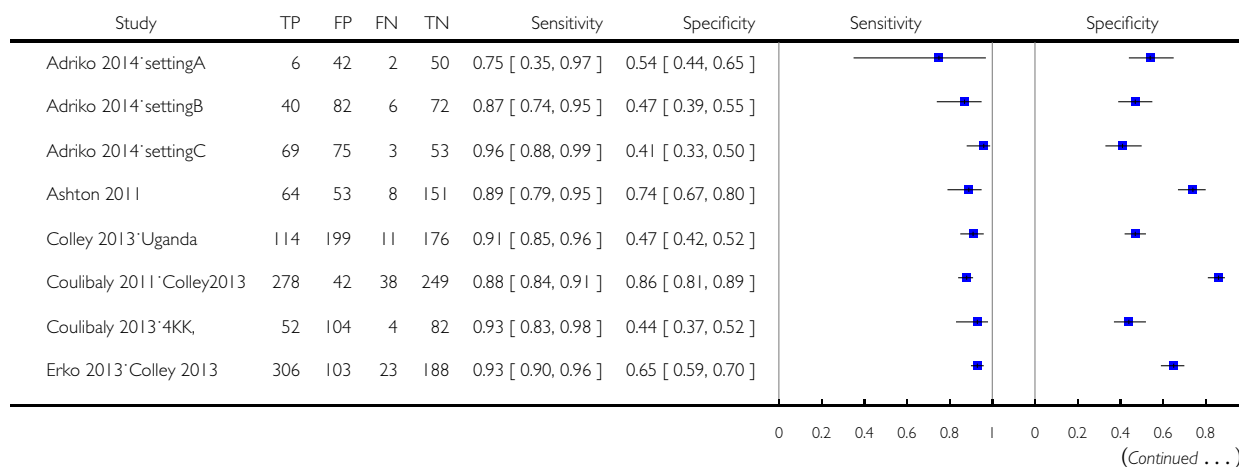 Study TP FP FN TN Sensitivity Specificity Sensitivity Specificity
Adriko 2014˙settingA 6 42 2 50 0.75 [ 0.35, 0.97 ] 0.54 [ 0.44, 0.65 ]
Adriko 2014˙settingB 40 82 6 72 0.87 [ 0.74, 0.95 ] 0.47 [ 0.39, 0.55 ]
Adriko 2014˙settingC 69 75 3 53 0.96 [ 0.88, 0.99 ] 0.41 [ 0.33, 0.50 ]
Ashton 2011 64 53 8 151 0.89 [ 0.79, 0.95 ] 0.74 [ 0.67, 0.80 ]
Colley 2013˙Uganda 114 199 11 176 0.91 [ 0.85, 0.96 ] 0.47 [ 0.42, 0.52 ]
Coulibaly 2011˙Colley2013 278 42 38 249 0.88 [ 0.84, 0.91 ] 0.86 [ 0.81, 0.89 ]
Coulibaly 2013˙4KK, 52 104 4 82 0.93 [ 0.83, 0.98 ] 0.44 [ 0.37, 0.52 ]
Erko 2013˙Colley 2013 306 103 23 188 0.93 [ 0.90, 0.96 ] 0.65 [ 0.59, 0.70 ]
0 0.2 0.4 0.6 0.8 1 0 0.2 0.4 0.6 0.8
(Continued . . . )